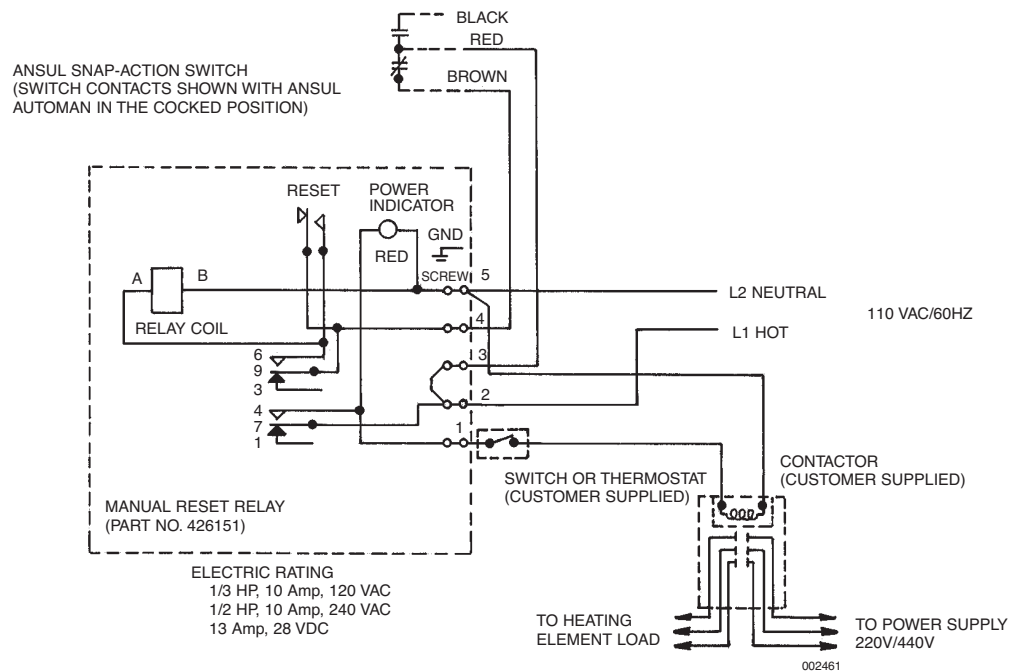 BLACK
RED
BROWN
ANSUL SNAP-ACTION SWITCH
(SWITCH CONTACTS SHOWN WITH ANSUL
AUTOMAN IN THE COCKED POSITION)
RESET
POWER
INDICATOR
RED
GND
SCREW
5
A
B
RELAY COIL
L2 NEUTRAL
110 VAC/60HZ
4
L1 HOT
6
9
3
3
4
7
1
2
1
SWITCH OR THERMOSTAT
(CUSTOMER SUPPLIED)
CONTACTOR
(CUSTOMER SUPPLIED)
MANUAL RESET RELAY
(PART NO. 426151)
ELECTRIC RATING
1/3 HP, 10 Amp, 120 VAC
1/2 HP, 10 Amp, 240 VAC
13 Amp, 28 VDC
TO HEATING
ELEMENT LOAD
TO POWER SUPPLY
220V/440V
002461